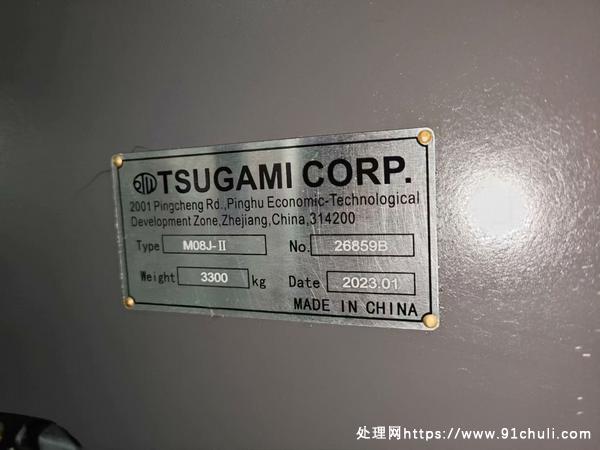 TSUGAMI CORP.
2001 Pingcheng Rd.,Pinghu Economic-Technological
Development Zone,Zhejiang,China,314200
Type M08J-II No. 26859B
Weight 3300 kg Date 2023.01
MADE IN CHINA
处理网https://www.91chuli.com